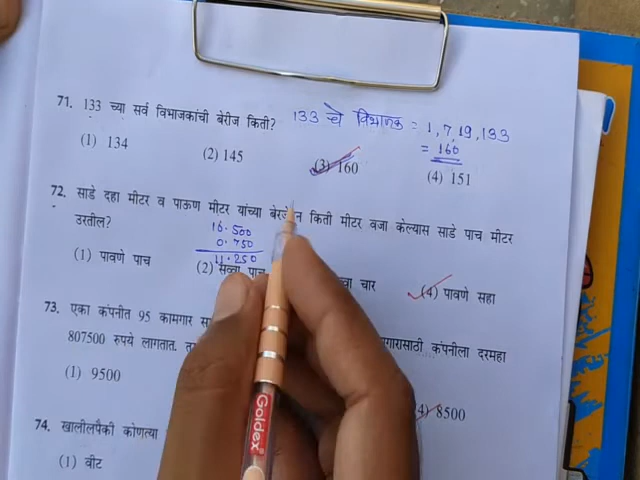 71. 133 च्या सर्व विभाजकांची बेरीज किती? 133 चे विभाजक = 1, 7, 19, 133
= 160
(1) 134 (2) 145 (3) 160 (4) 151
72. साडे दहा मीटर व पाऊण मीटर यांच्या किती मीटर वजा केल्यास साडे पाच मीटर
उरतील?
10.500
0.750
11.250
(1) पावणे पाच (2) सव्वा पाच चार (4) पावणे सहा
73. एका कंपनीत 95 कामगार
807500 रुपये लागतात. कंपनीला दरमहा
(1) 9500 (4) 8500
74. खालीलपैकी कोणत्या
(1) वीट
Goldex